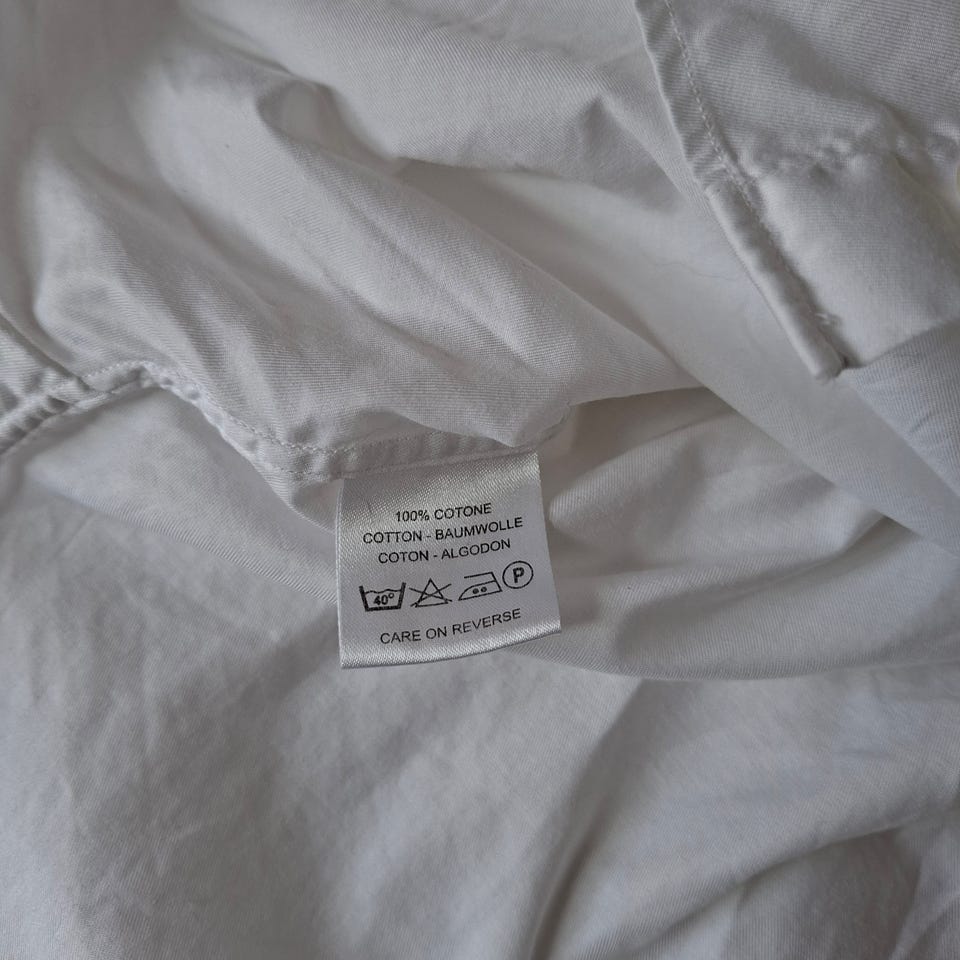 100% COTONE
COTTON - BAUMWOLLE
COTON - ALGODON
40° P
CARE ON REVERSE